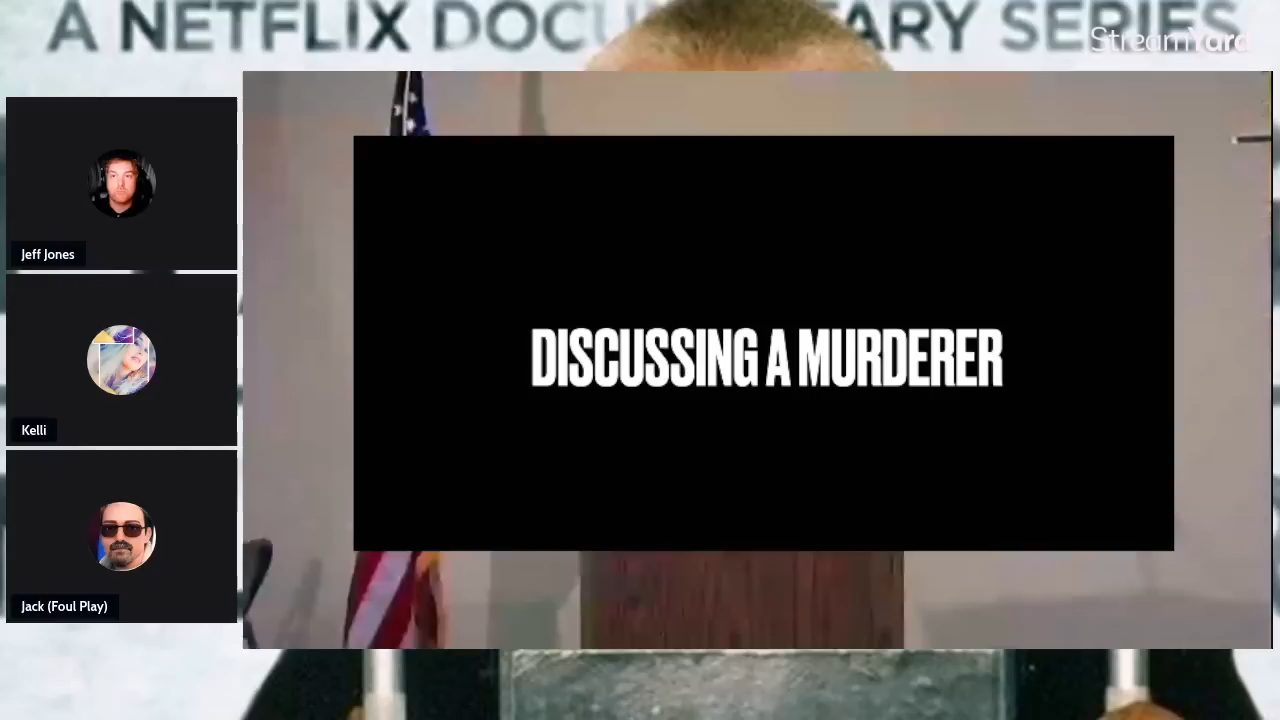 A NETFLIX DOCU ARY SERIES
StreamYard
Jeff Jones
DISCUSSING A MURDERER
Kelli
Jack (Foul Play)